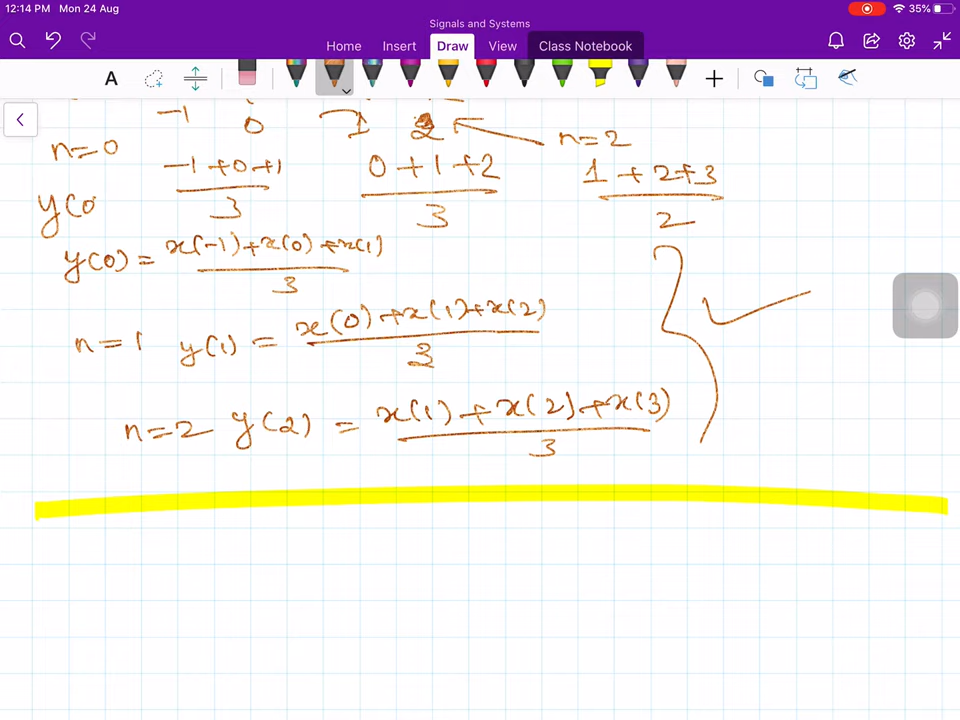 12:14 PM Mon 24 Aug
35%
Signals and Systems
Home Insert Draw View Class Notebook
A
-1 0 1 2
n=0
n=2
-1+0+1
3
0+1+2
3
1+2+3
2
y(0
y(0) = x(-1)+x(0)+x(1)
3
n=1 y(1) = x(0)+x(1)+x(2)
3
n=2 y(2) = x(1)+x(2)+x(3)
3